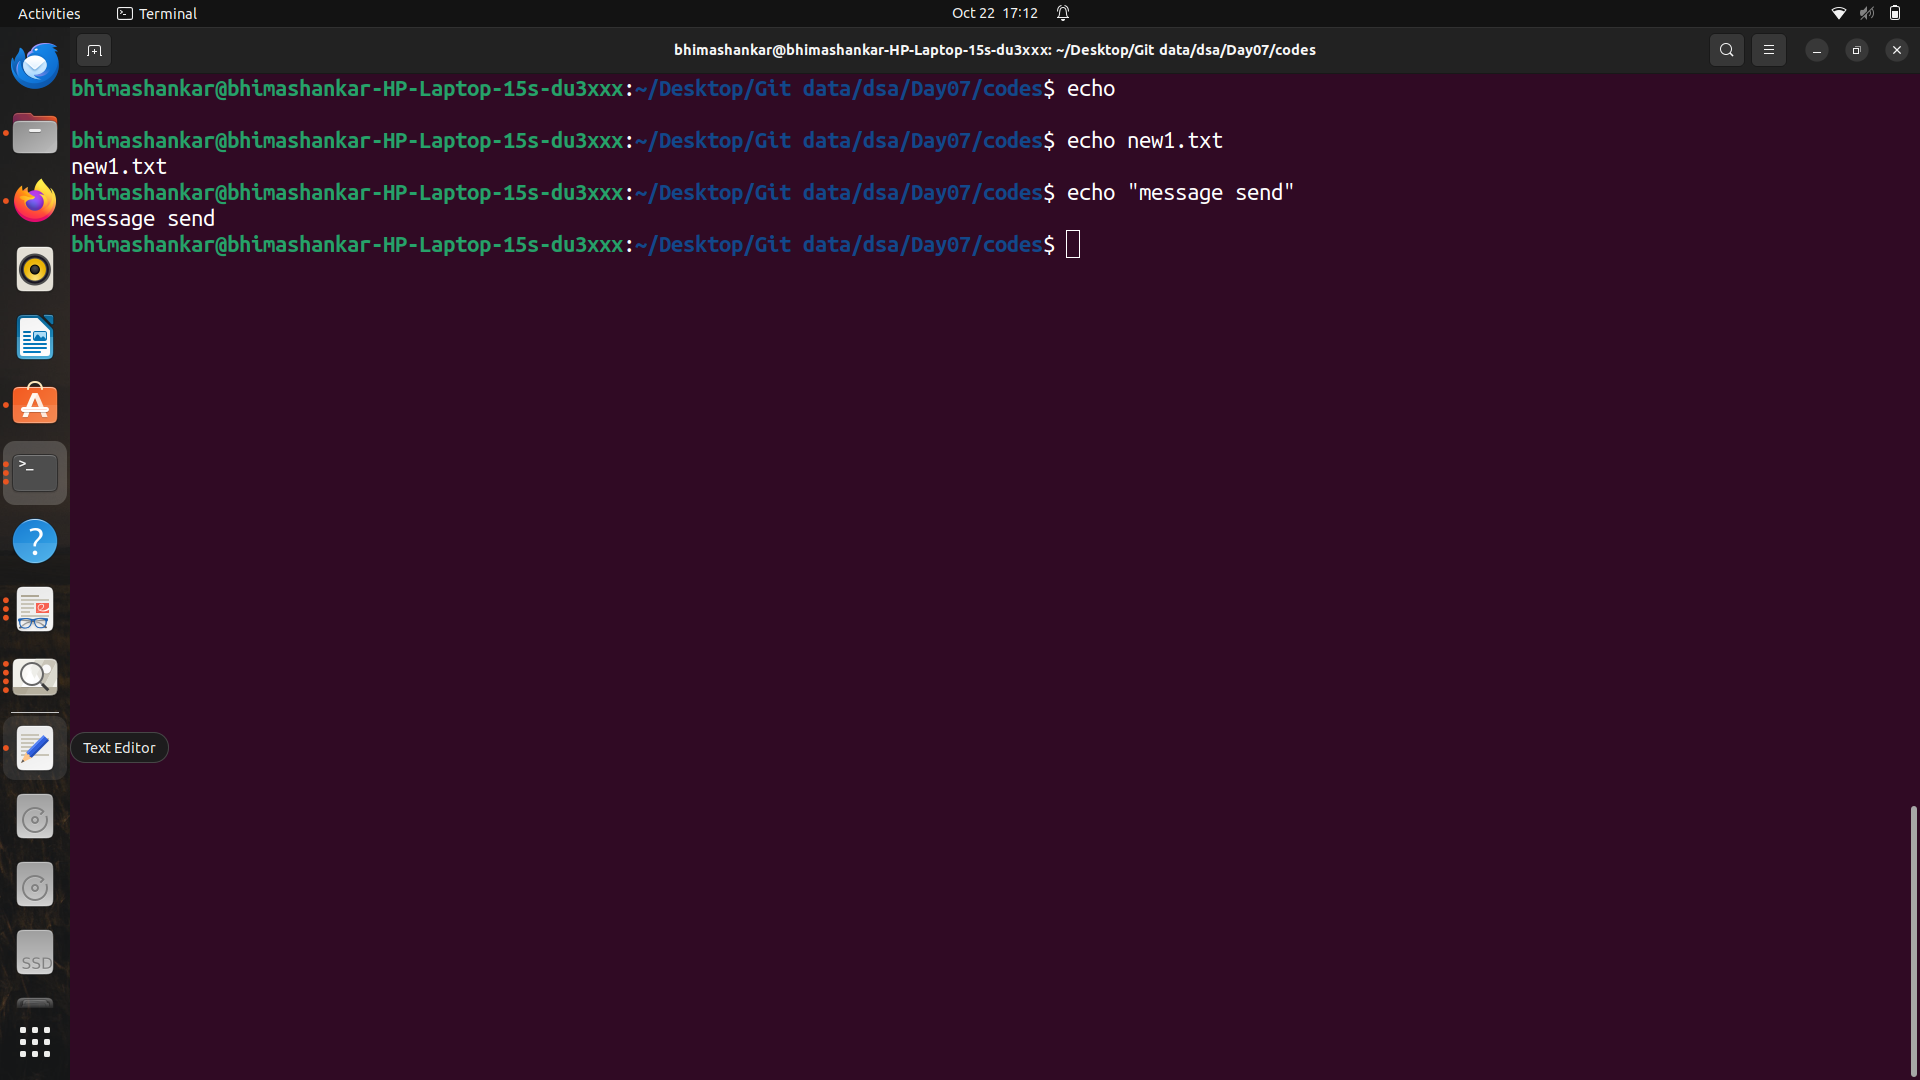 Activities
Terminal
Oct 22 17:12
bhimashankar@bhimashankar-HP-Laptop-15s-du3xxx: ~/Desktop/Git data/dsa/Day07/codes
bhimashankar@bhimashankar-HP-Laptop-15s-du3xxx:~/Desktop/Git data/dsa/Day07/codes$ echo
bhimashankar@bhimashankar-HP-Laptop-15s-du3xxx:~/Desktop/Git data/dsa/Day07/codes$ echo new1.txt
new1.txt
bhimashankar@bhimashankar-HP-Laptop-15s-du3xxx:~/Desktop/Git data/dsa/Day07/codes$ echo "message send"
message send
bhimashankar@bhimashankar-HP-Laptop-15s-du3xxx:~/Desktop/Git data/dsa/Day07/codes$
Text Editor
SSD